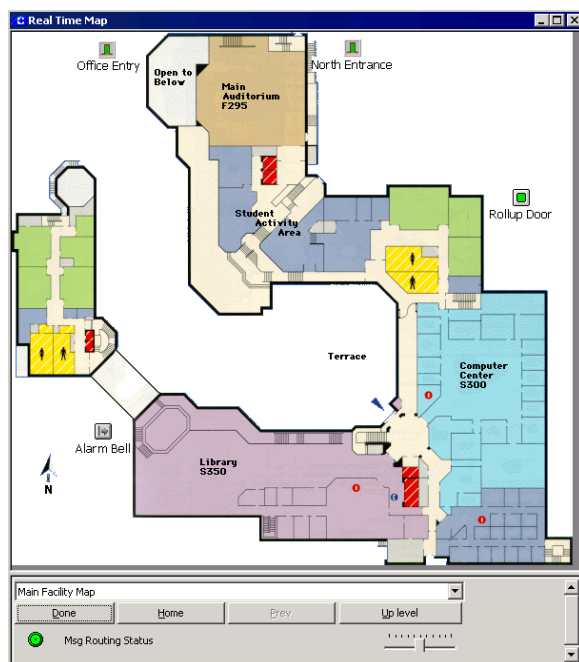 Real Time Map
Office Entry
North Entrance
Open to
Below
Main
Auditorium
F295
Student
Activity
Area
Rollup Door
Terrace
Computer
Center
S300
Alarm Bell
Library
S350
N
Main Facility Map
Done
Home
Prev
Up level
Msg Routing Status